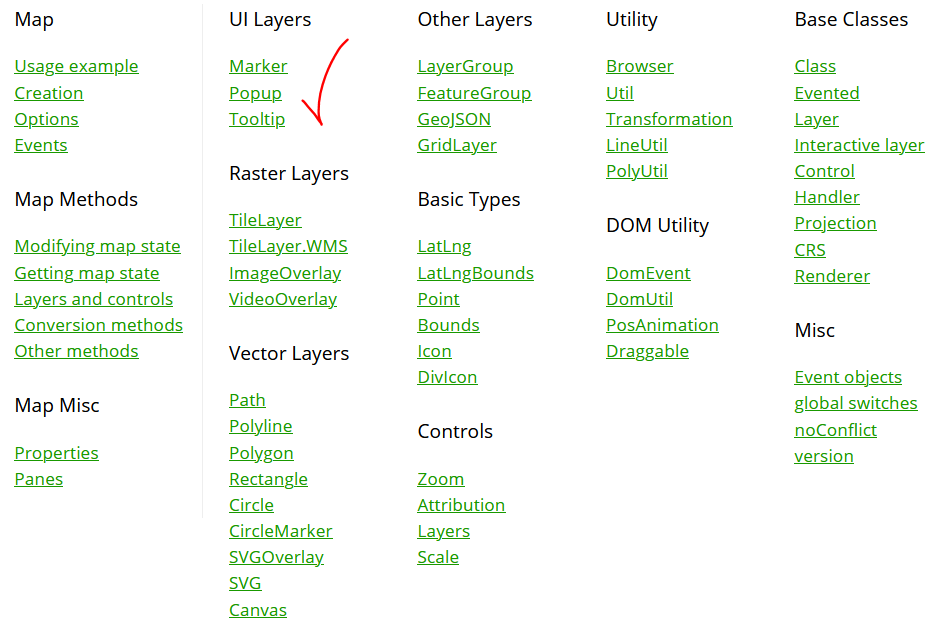 Map
Usage example
Creation
Options
Events
Map Methods
Modifying map state
Getting map state
Layers and controls
Conversion methods
Other methods
Map Misc
Properties
Panes
UI Layers
Marker
Popup
Tooltip
Raster Layers
TileLayer
TileLayer.WMS
ImageOverlay
VideoOverlay
Vector Layers
Path
Polyline
Polygon
Rectangle
Circle
CircleMarker
SVGOverlay
SVG
Canvas
Other Layers
LayerGroup
FeatureGroup
GeoJSON
GridLayer
Basic Types
LatLng
LatLngBounds
Point
Bounds
Icon
DivIcon
Controls
Zoom
Attribution
Layers
Scale
Utility
Browser
Util
Transformation
LineUtil
PolyUtil
DOM Utility
DomEvent
DomUtil
PosAnimation
Draggable
Base Classes
Class
Evented
Layer
Interactive layer
Control
Handler
Projection
CRS
Renderer
Misc
Event objects
global switches
noConflict
version